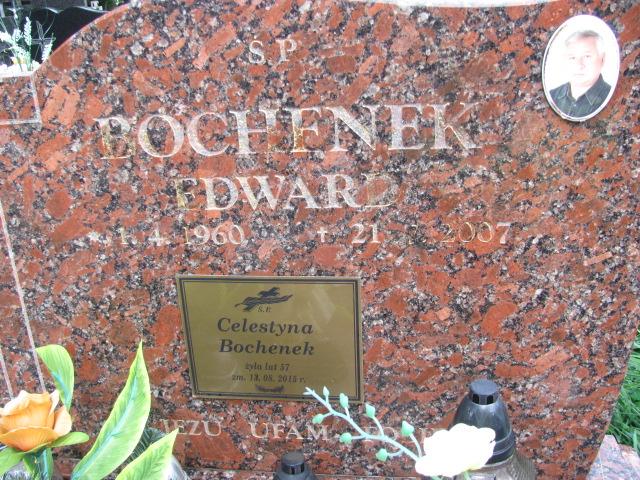 Ś.P.
BOCHENEK
EDWARD
* 1. 4. 1960 + 21. 2007
Ś.P.
Celestyna
Bochenek
żyła lat 57
zm. 13. 08. 2015 r.
UFAM